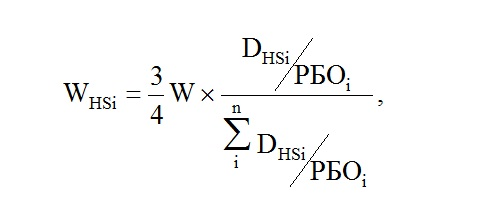 W_HSi = 3/4 W × (D_HSi/РБО_i) / (∑_i^n D_HSi/РБО_i),